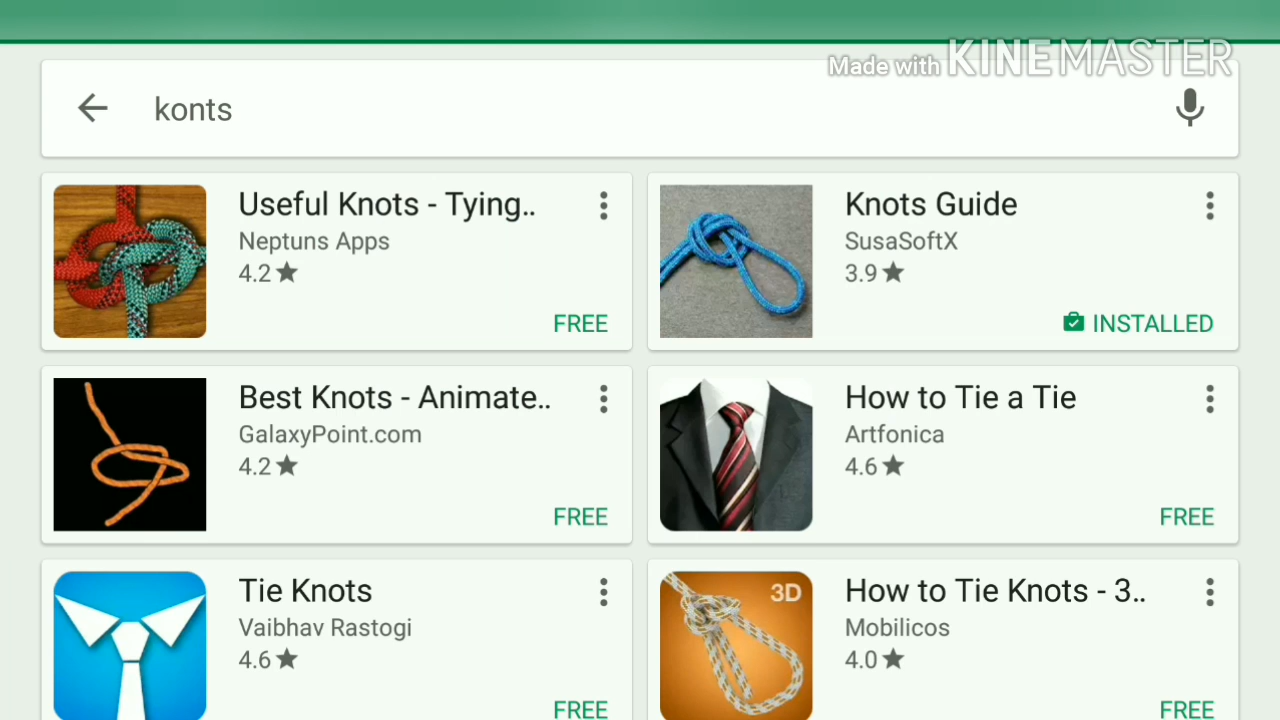 Made with KINEMASTER
konts
Useful Knots - Tying..
Neptuns Apps
4.2★
FREE
Knots Guide
SusaSoftX
3.9★
INSTALLED
Best Knots - Animate..
GalaxyPoint.com
4.2★
FREE
How to Tie a Tie
Artfonica
4.6★
FREE
Tie Knots
Vaibhav Rastogi
4.6★
FREE
3D
How to Tie Knots - 3..
Mobilicos
4.0★
FREE